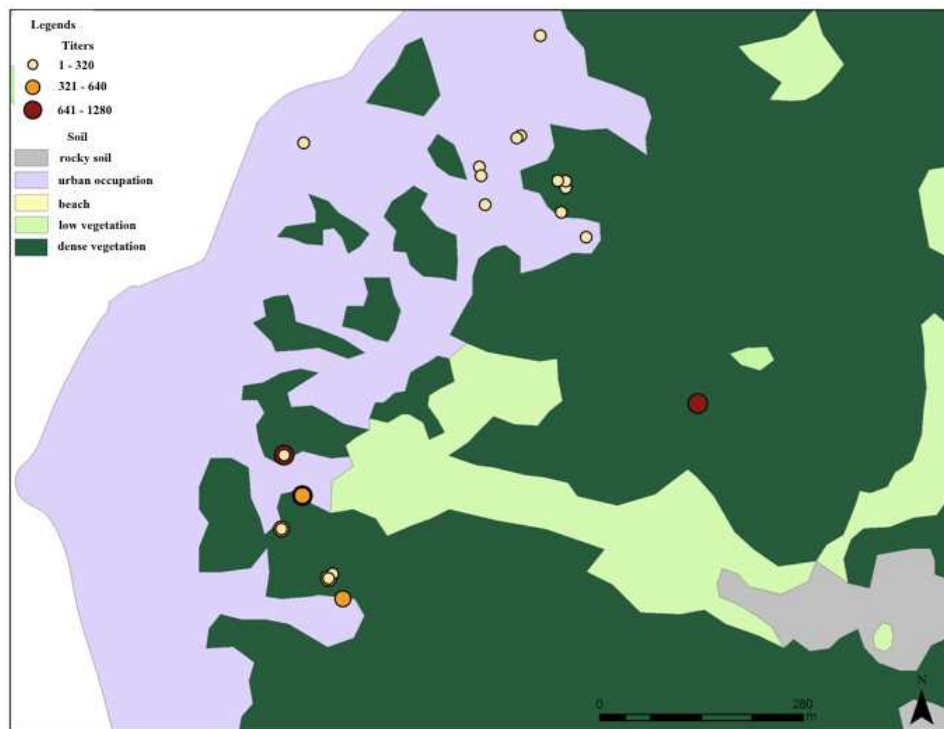 Legends
Titers
1 - 320
321 - 640
641 - 1280
Soil
rocky soil
urban occupation
beach
low vegetation
dense vegetation
N
0 280
m